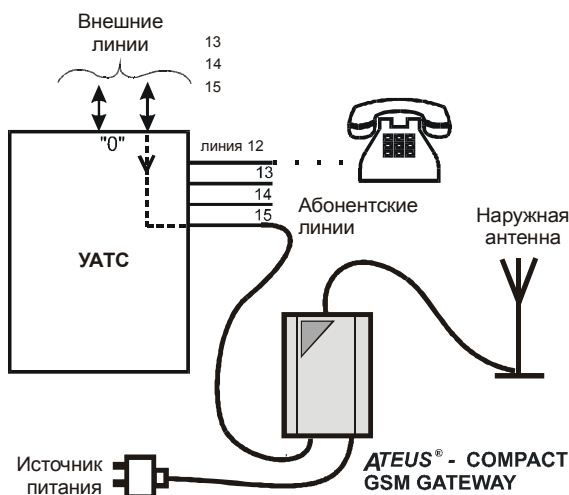 Внешние
линии
13
14
15
"0"
линия 12
13
14
15
Абонентские
линии
Наружная
антенна
УАТС
Источник
питания
ATEUS® - COMPACT
GSM GATEWAY